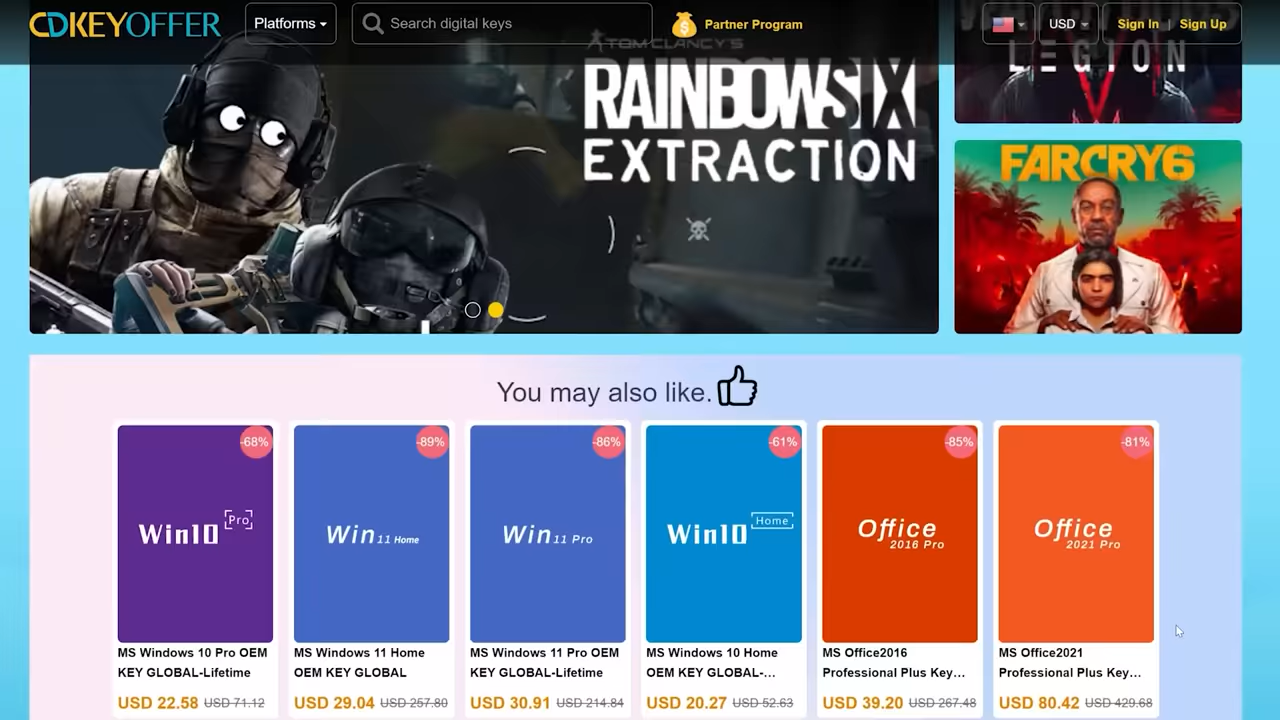 CDKEYOFFER
Platforms
Search digital keys
Partner Program
USD
Sign In | Sign Up
TOM CLANCY'S
RAINBOW SIX
EXTRACTION
LEGION
FARCRY6
You may also like.
-68%
-89%
-86%
-61%
-85%
-81%
Win10 Pro
Win 11 Home
Win 11 Pro
Win10 Home
Office
2016 Pro
Office
2021 Pro
MS Windows 10 Pro OEM
KEY GLOBAL-Lifetime
USD 22.58 USD 71.12
MS Windows 11 Home
OEM KEY GLOBAL
USD 29.04 USD 257.80
MS Windows 11 Pro OEM
KEY GLOBAL-Lifetime
USD 30.91 USD 214.84
MS Windows 10 Home
OEM KEY GLOBAL-...
USD 20.27 USD 52.63
MS Office2016
Professional Plus Key...
USD 39.20 USD 267.48
MS Office2021
Professional Plus Key...
USD 80.42 USD 429.68